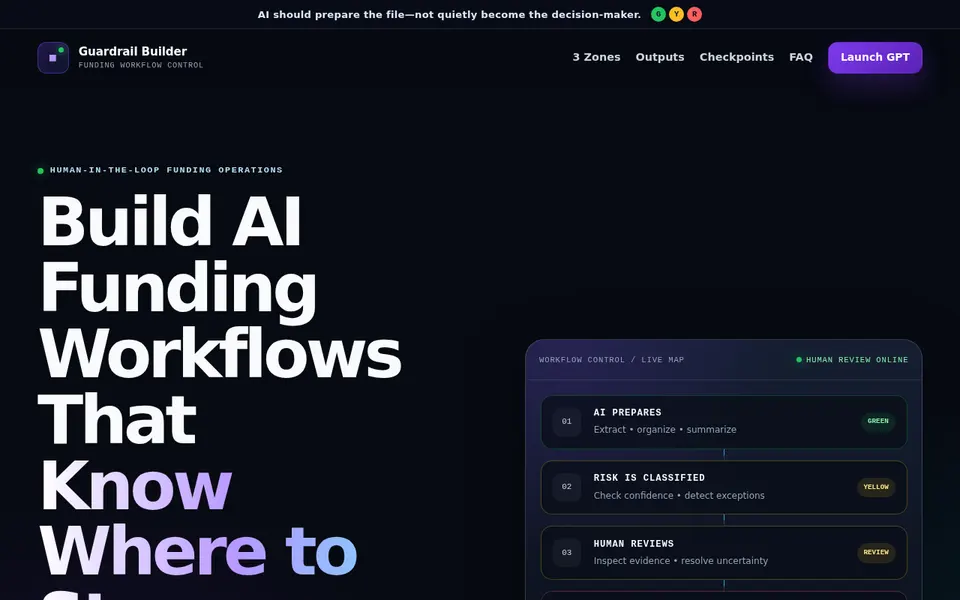 AI should prepare the file—not quietly become the decision-maker. G Y R
Guardrail Builder
FUNDING WORKFLOW CONTROL
3 Zones Outputs Checkpoints FAQ Launch GPT
HUMAN-IN-THE-LOOP FUNDING OPERATIONS
Build AI
Funding
Workflows
That
Know
Where to
WORKFLOW CONTROL / LIVE MAP
HUMAN REVIEW ONLINE
01
AI PREPARES
Extract • organize • summarize
GREEN
02
RISK IS CLASSIFIED
Check confidence • detect exceptions
YELLOW
03
HUMAN REVIEWS
Inspect evidence • resolve uncertainty
REVIEW